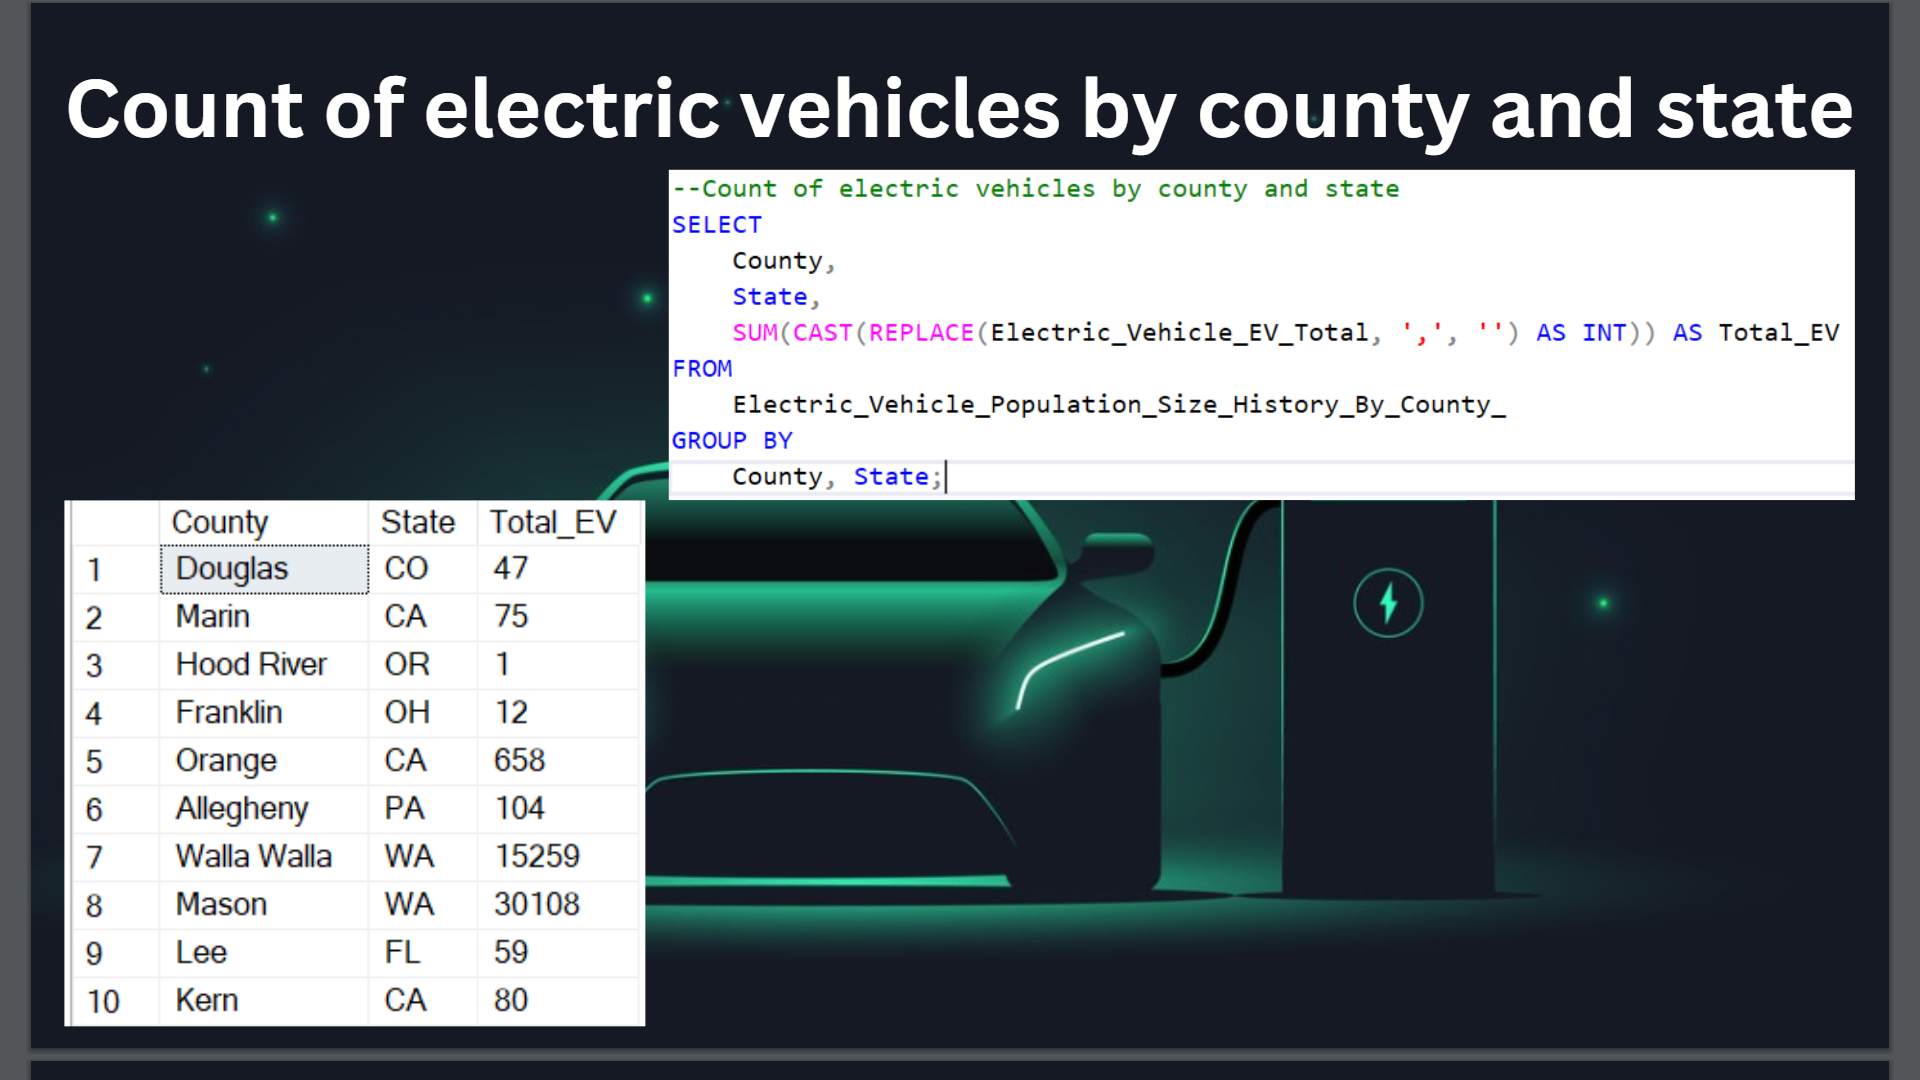 Count of electric vehicles by county and state
--Count of electric vehicles by county and state
SELECT
County,
State,
SUM(CAST(REPLACE(Electric_Vehicle_EV_Total, ',', '') AS INT)) AS Total_EV
FROM
Electric_Vehicle_Population_Size_History_By_County_
GROUP BY
County, State;
County State Total_EV
1 Douglas CO 47
2 Marin CA 75
3 Hood River OR 1
4 Franklin OH 12
5 Orange CA 658
6 Allegheny PA 104
7 Walla Walla WA 15259
8 Mason WA 30108
9 Lee FL 59
10 Kern CA 80